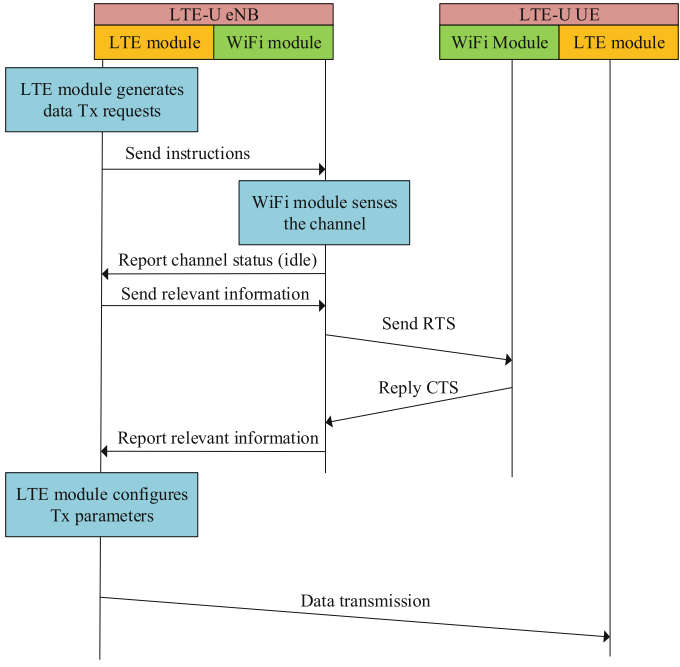 LTE-U eNB
LTE-U UE
LTE module
WiFi module
WiFi Module
LTE module
LTE module generates
data Tx requests
Send instructions
WiFi module senses
the channel
Report channel status (idle)
Send relevant information
Send RTS
Reply CTS
Report relevant information
LTE module configures
Tx parameters
Data transmission